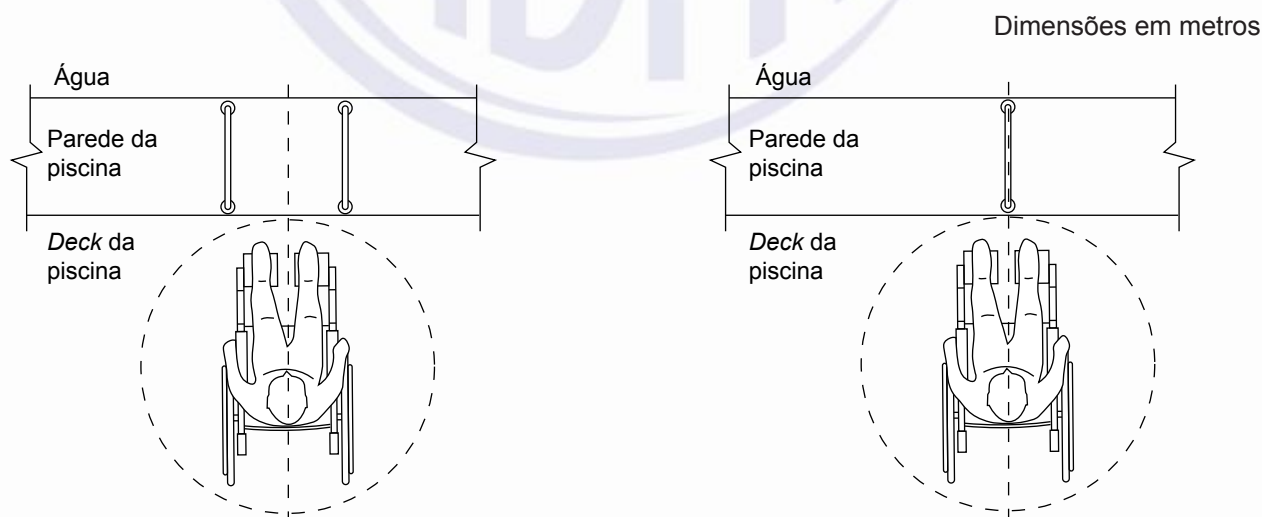 Dimensões em metros
Água
Parede da
piscina
Deck da
piscina
Água
Parede da
piscina
Deck da
piscina